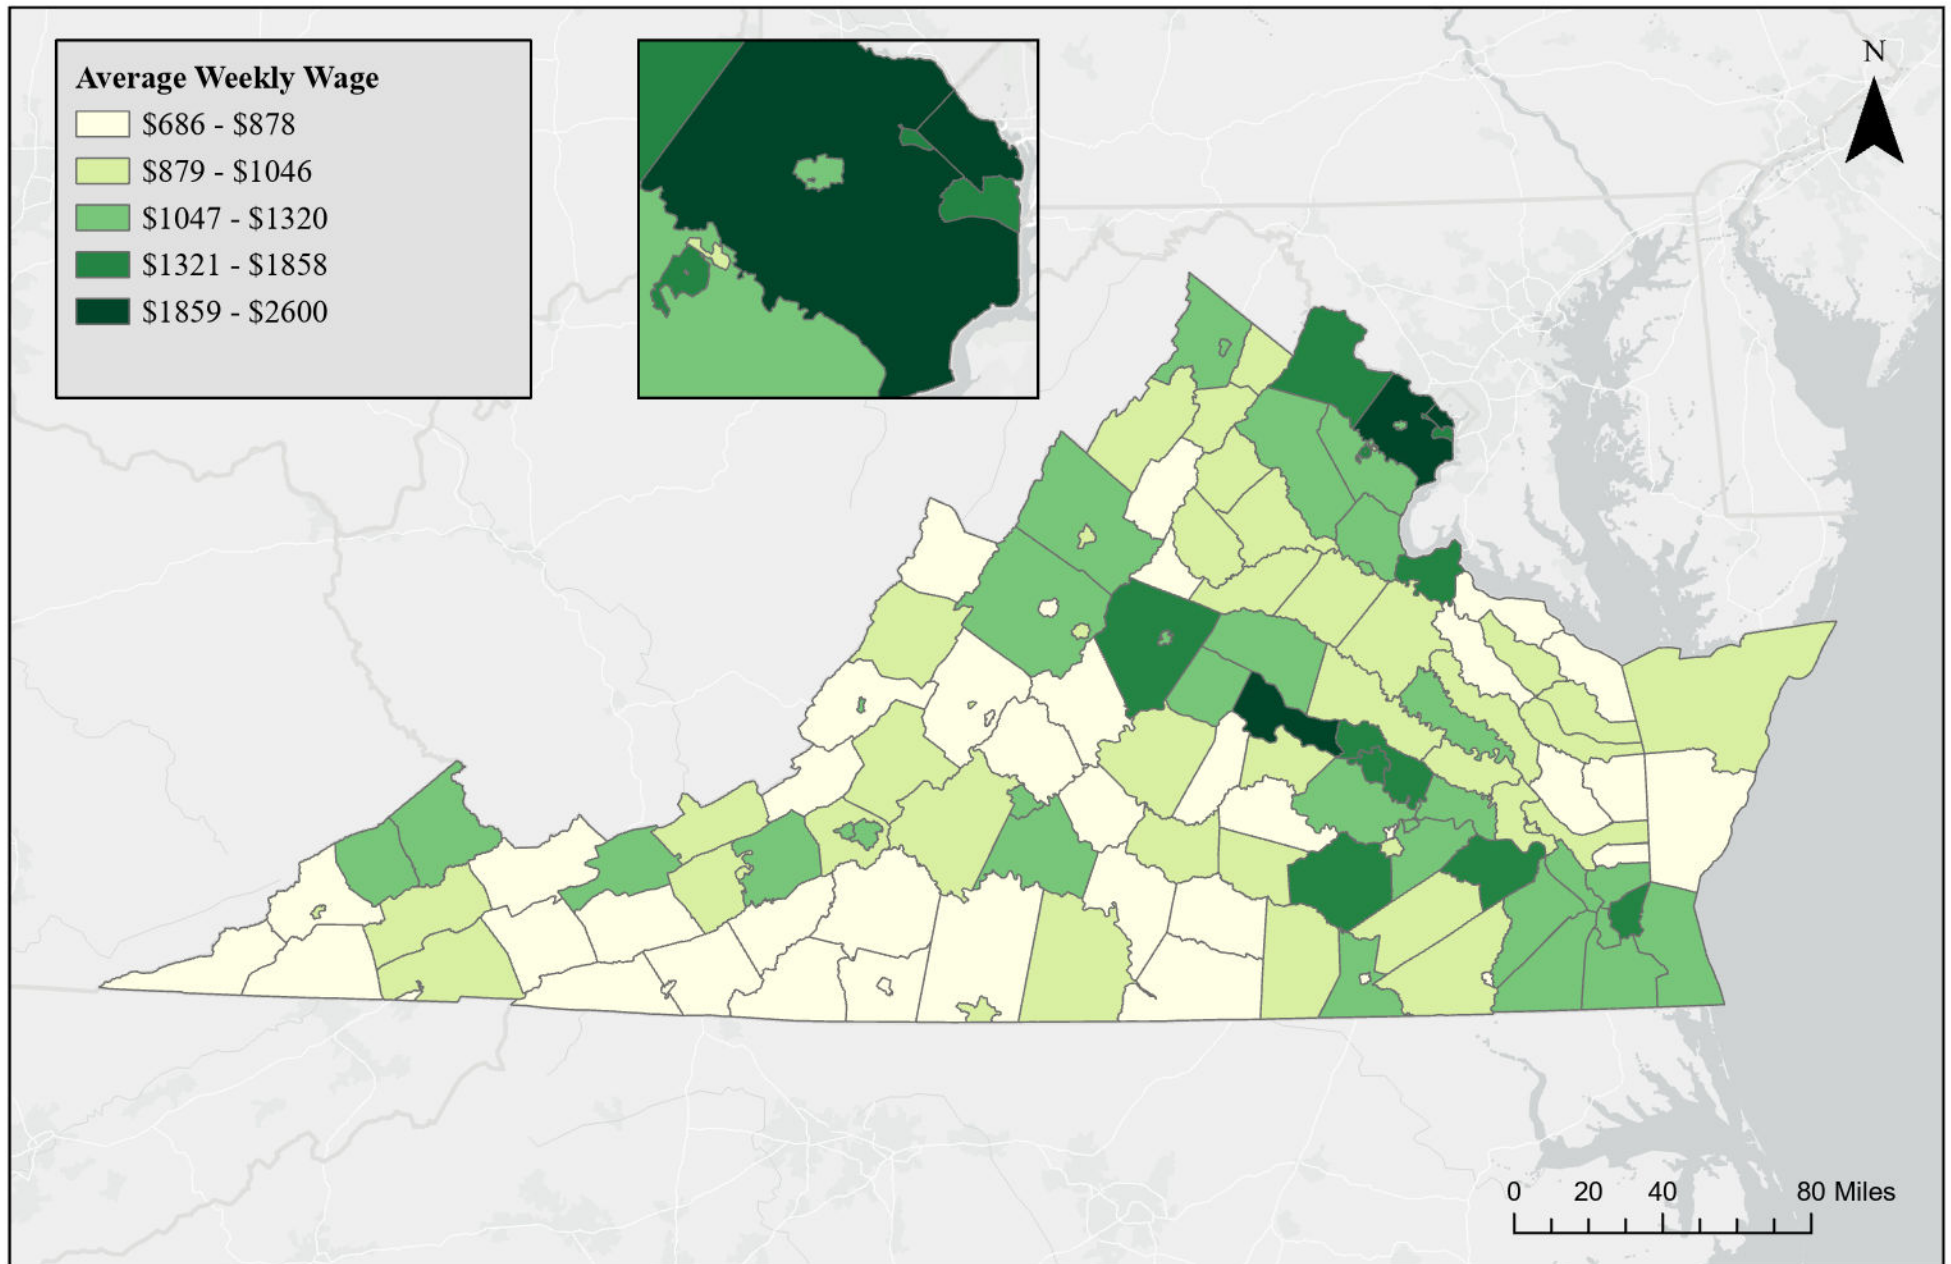 Average Weekly Wage
$686 - $878
$879 - $1046
$1047 - $1320
$1321 - $1858
$1859 - $2600
N
0 20 40 80 Miles